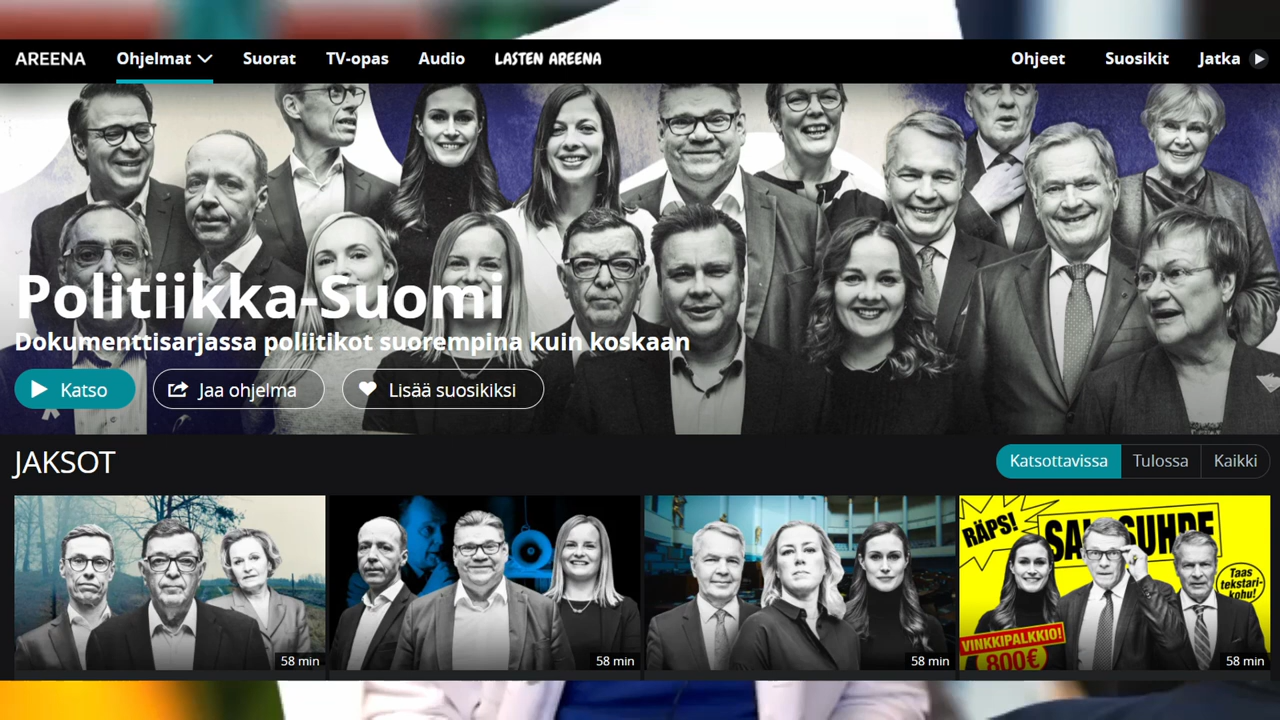 AREENA Ohjelmat Suorat TV-opas Audio LASTEN AREENA Ohjeet Suosikit Jatka
Politiikka-Suomi
Dokumenttisarjassa poliitikot suorempina kuin koskaan
Katso Jaa ohjelma Lisää suosikiksi
JAKSOT Katsottavissa Tulossa Kaikki
58 min
58 min
58 min
RÄPS!
Taas
tekstari-
kohu!
VINKKIPALKKIO!
800€
58 min